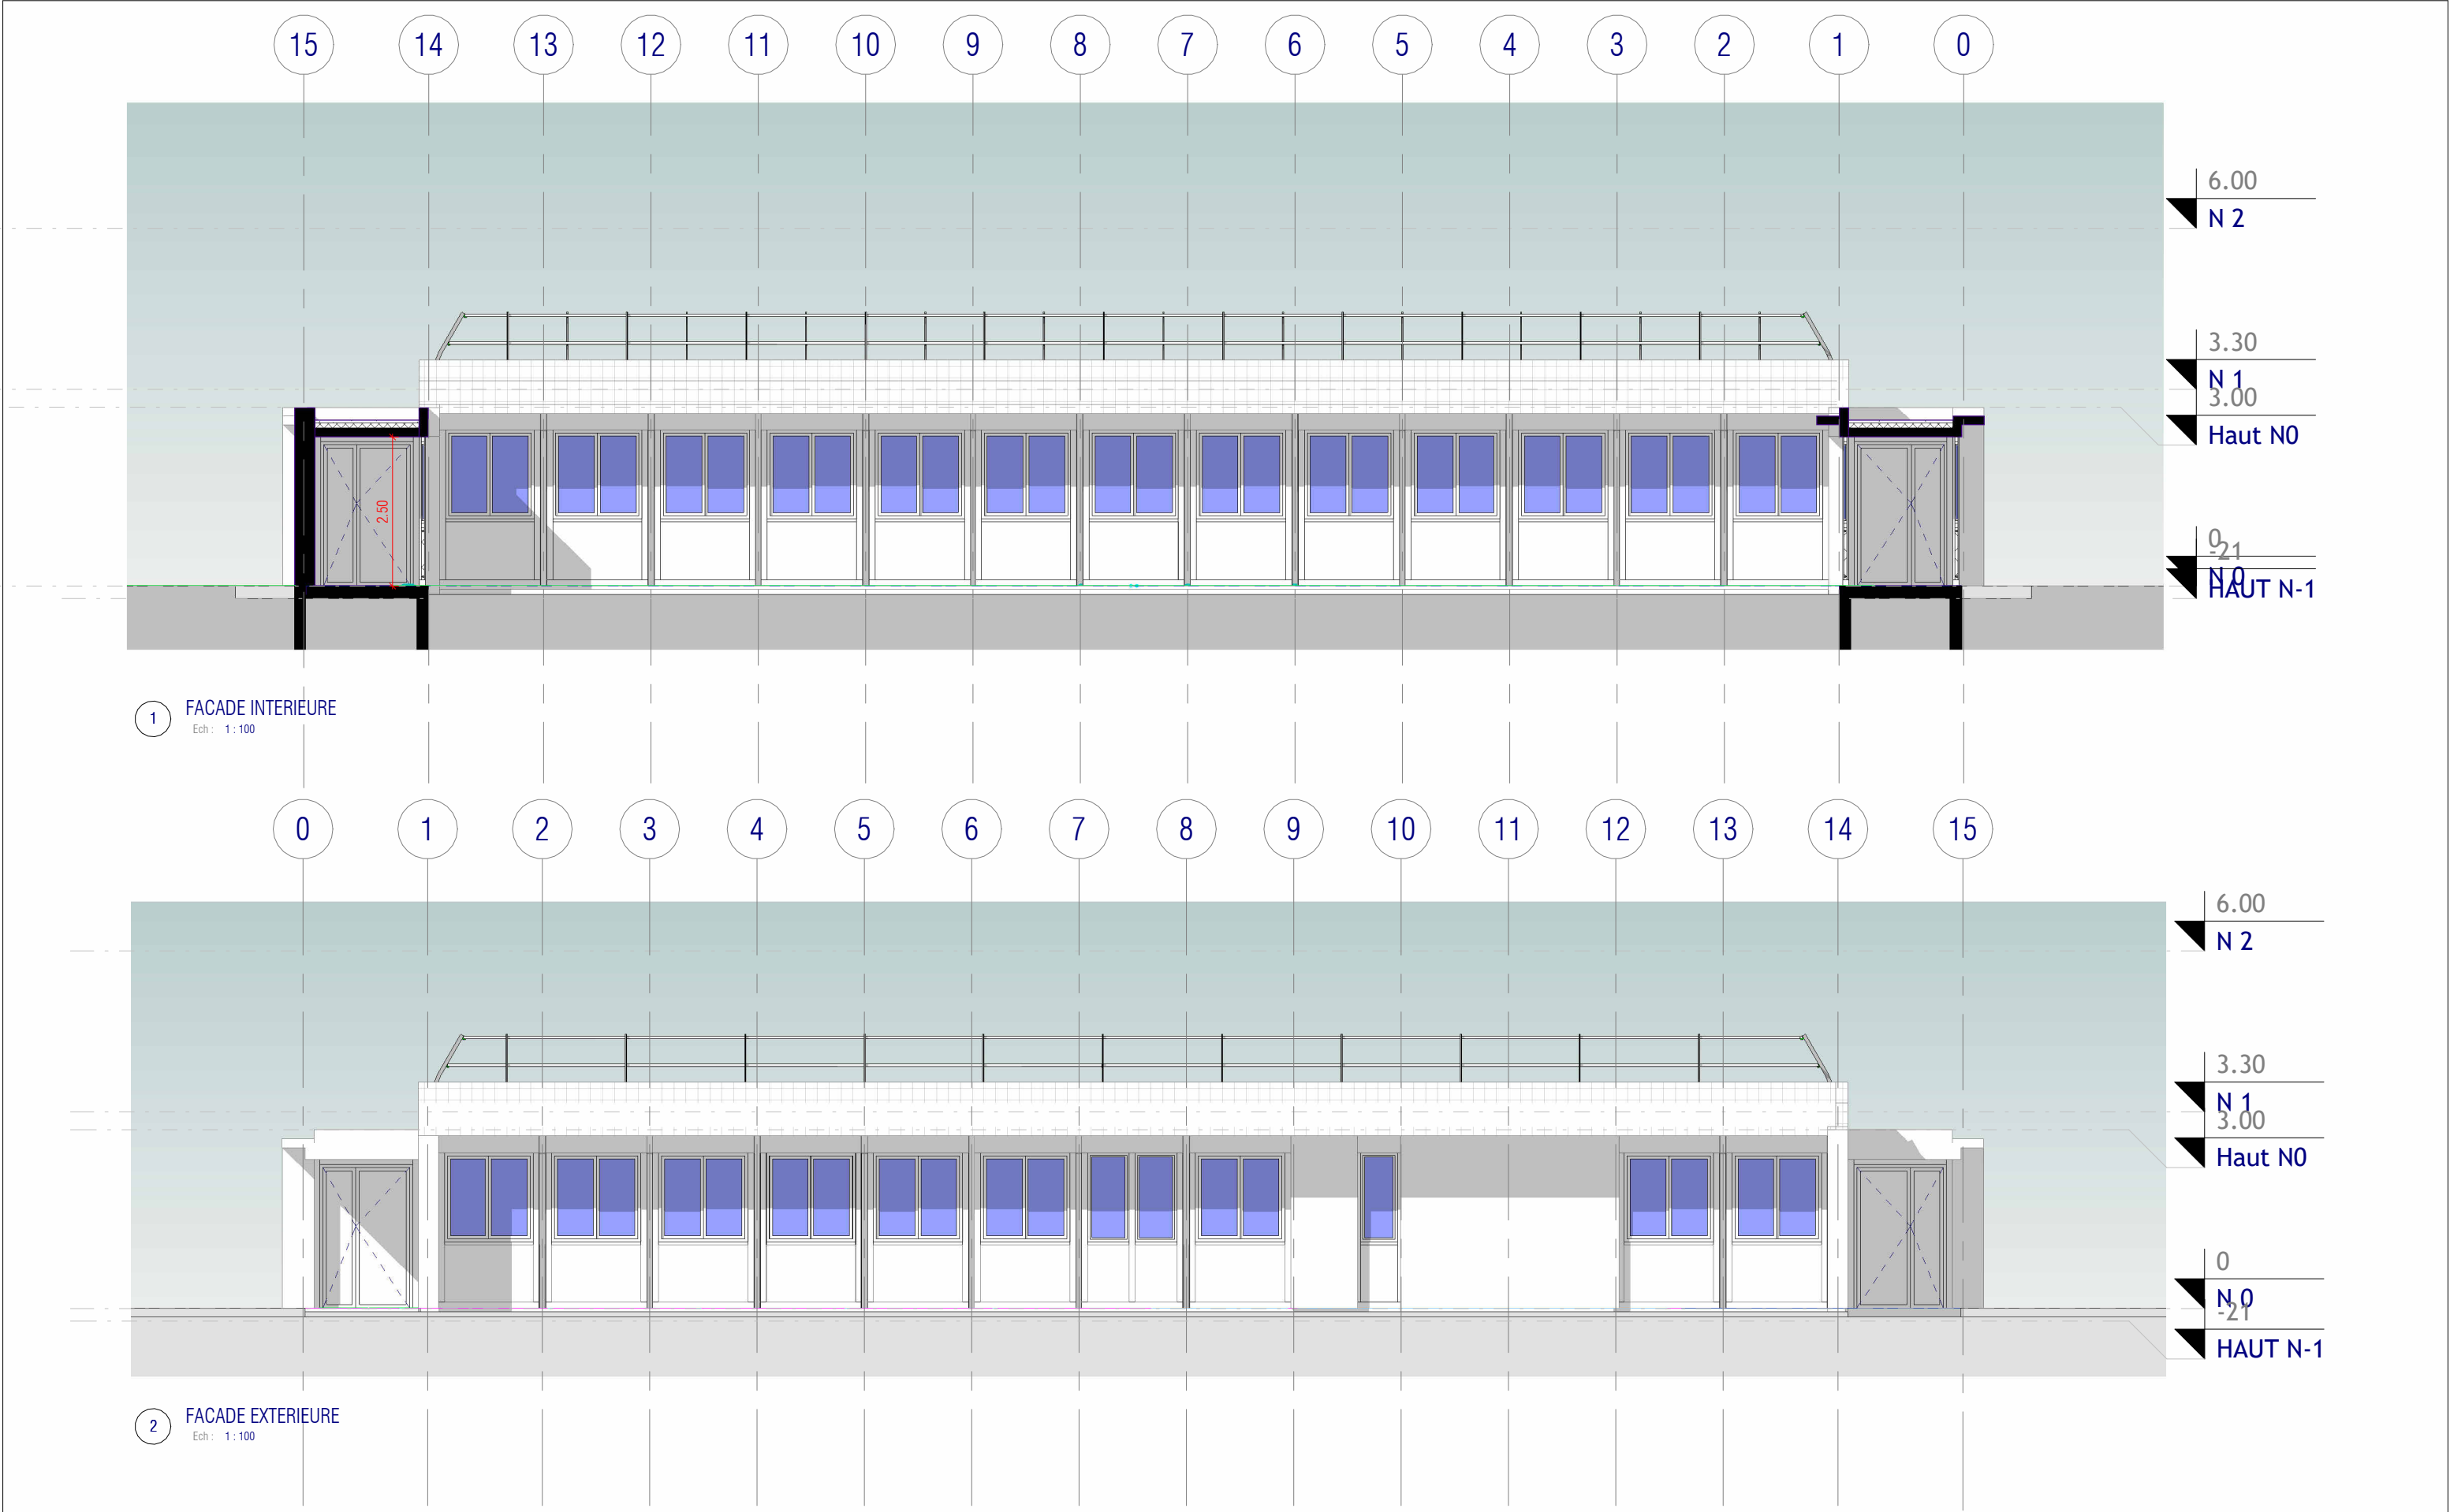 15 14 13 12 11 10 9 8 7 6 5 4 3 2 1 0
6.00
N 2
3.30
N 1
3.00
Haut N0
0
-21
N 0
HAUT N-1
2.50
1 FACADE INTERIEURE
Ech : 1 : 100
0 1 2 3 4 5 6 7 8 9 10 11 12 13 14 15
6.00
N 2
3.30
N 1
3.00
Haut N0
0
N 0
-21
HAUT N-1
2 FACADE EXTERIEURE
Ech : 1 : 100